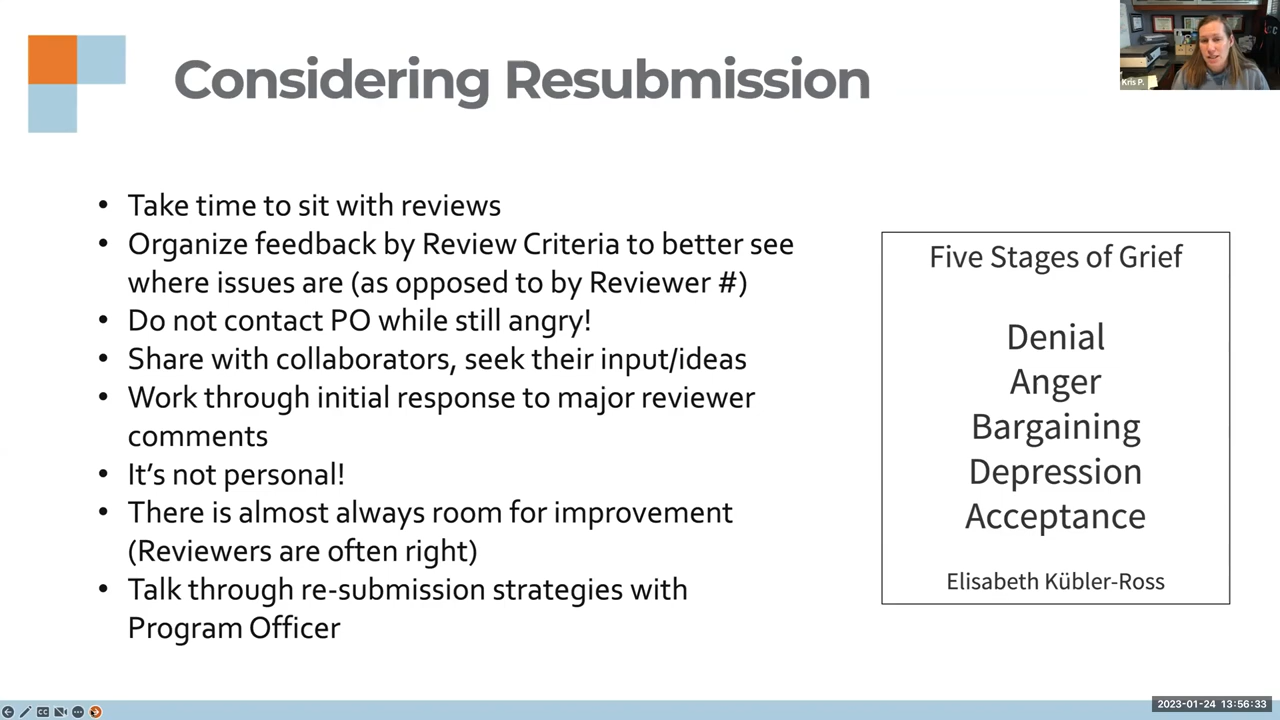 Considering Resubmission
Kris P.
• Take time to sit with reviews
• Organize feedback by Review Criteria to better see
where issues are (as opposed to by Reviewer #)
• Do not contact PO while still angry!
• Share with collaborators, seek their input/ideas
• Work through initial response to major reviewer
comments
• It's not personal!
• There is almost always room for improvement
(Reviewers are often right)
• Talk through re-submission strategies with
Program Officer
Five Stages of Grief
Denial
Anger
Bargaining
Depression
Acceptance
Elisabeth Kübler-Ross
2023-01-24 13:56:33